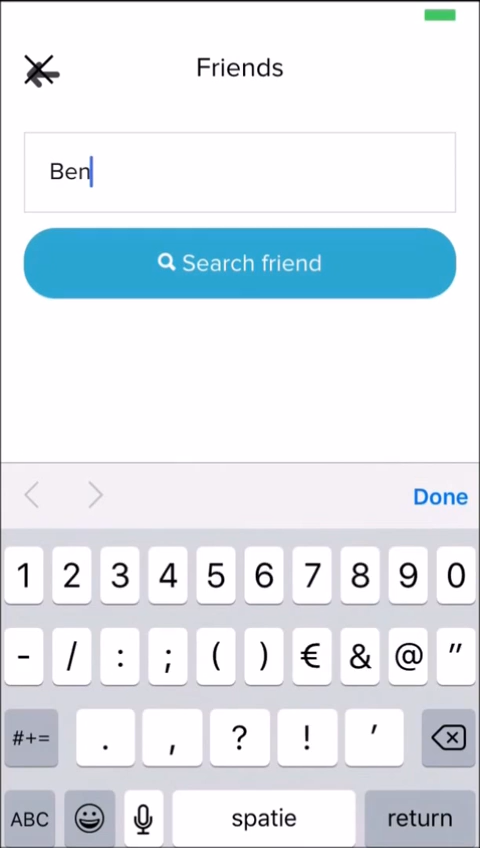 Friends
Ben
Search friend
Done
1 2 3 4 5 6 7 8 9 0
- / : ; ( ) € & @ "
#+= . , ? ! '
ABC spatie return